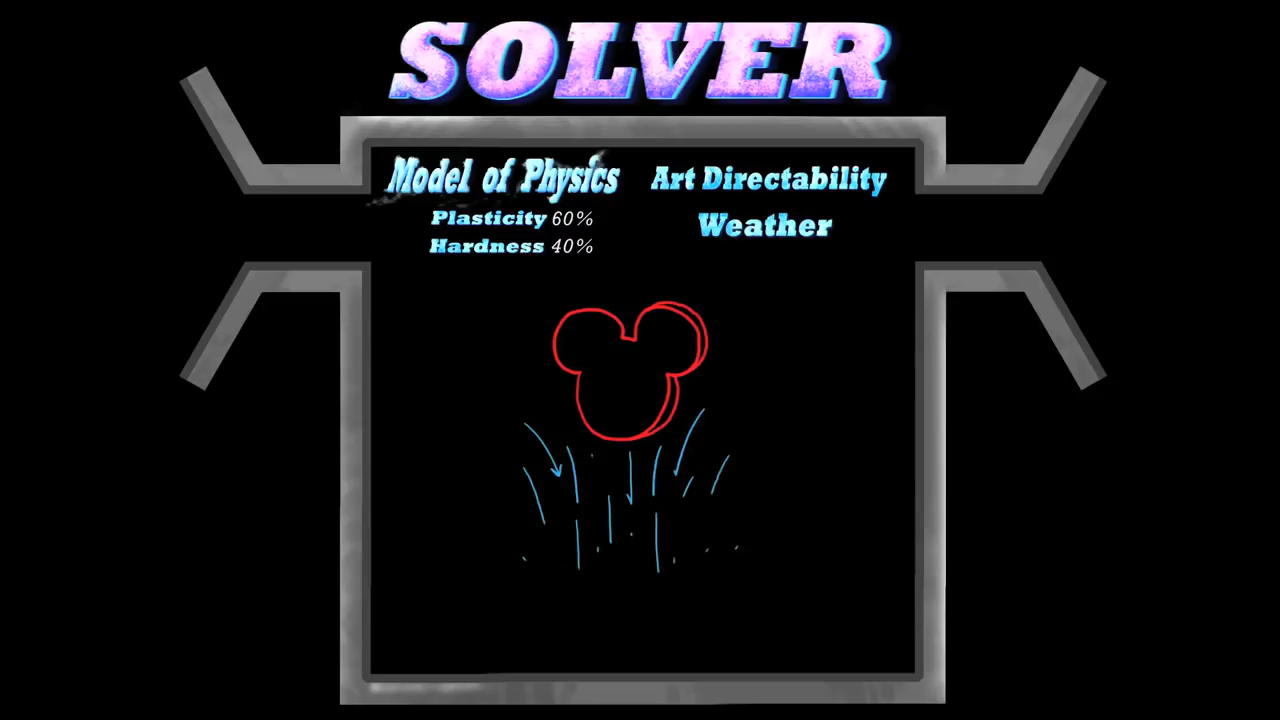 SOLVER
Model of Physics
Plasticity 60%
Hardness 40%
Art Directability
Weather